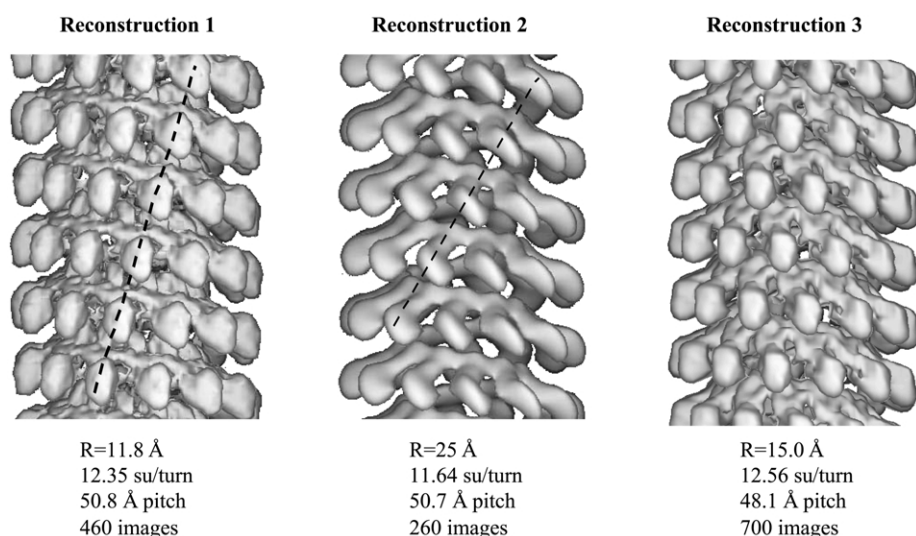 Reconstruction 1
Reconstruction 2
Reconstruction 3
R=11.8 Å
12.35 su/turn
50.8 Å pitch
460 images
R=25 Å
11.64 su/turn
50.7 Å pitch
260 images
R=15.0 Å
12.56 su/turn
48.1 Å pitch
700 images